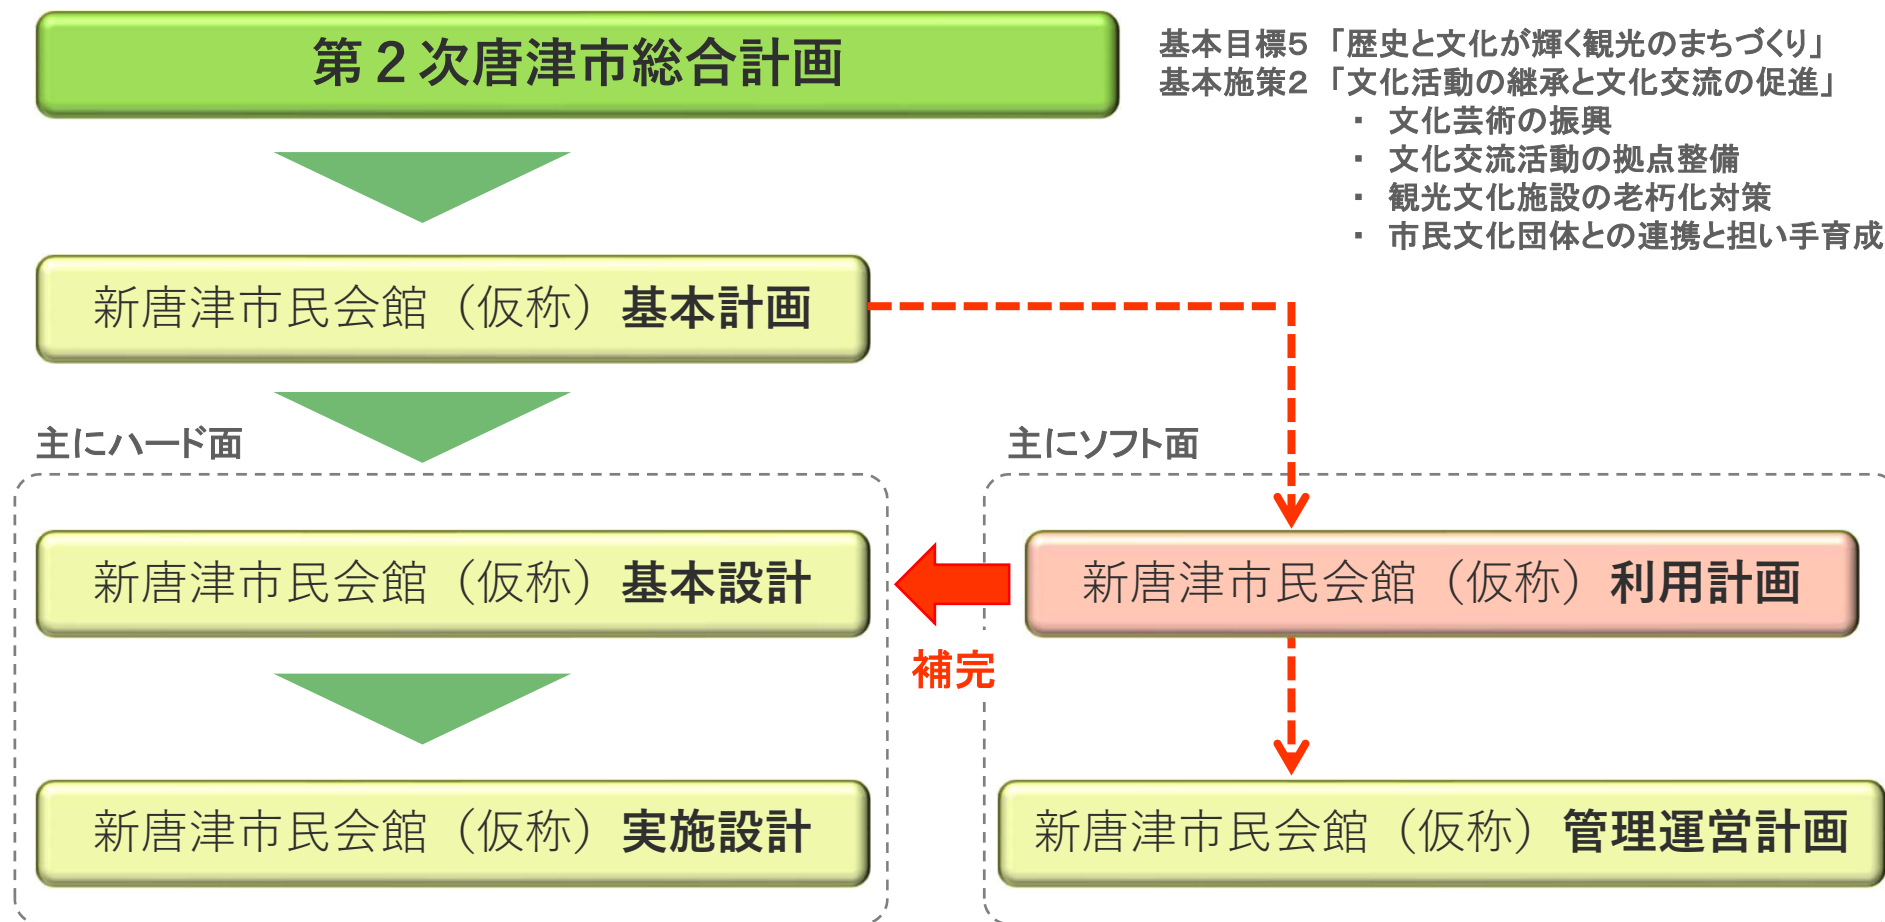 第２次唐津市総合計画
基本目標５ 「歴史と文化が輝く観光のまちづくり」
基本施策２ 「文化活動の継承と文化交流の促進」
・ 文化芸術の振興
・ 文化交流活動の拠点整備
・ 観光文化施設の老朽化対策
・ 市民文化団体との連携と担い手育成
新唐津市民会館（仮称）基本計画
主にハード面
主にソフト面
新唐津市民会館（仮称）基本設計
新唐津市民会館（仮称）利用計画
補完
新唐津市民会館（仮称）実施設計
新唐津市民会館（仮称）管理運営計画